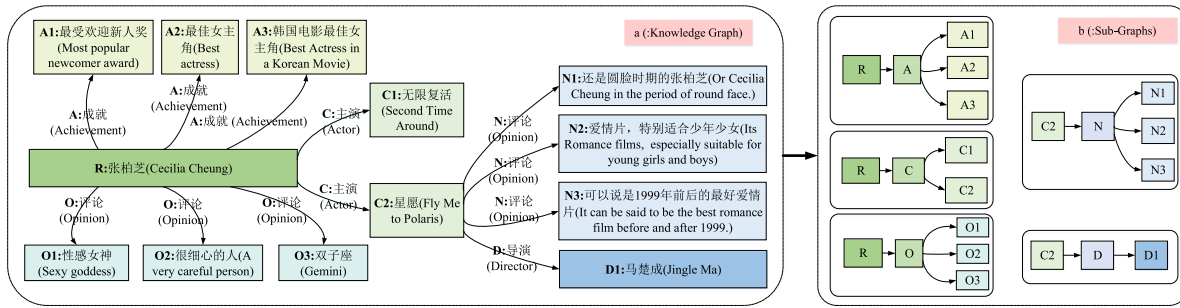 A1:最受欢迎新人奖
(Most popular
newcomer award)
A2:最佳女主
角(Best
actress)
A3:韩国电影最佳女
主角(Best Actress in
a Korean Movie)
a (:Knowledge Graph)
A:成就
(Achievement)
A:成就
(Achievement)
A:成就 (Achievement)
C:主演
(Actor)
C1:无限复活
(Second Time
Around)
R:张柏芝(Cecilia Cheung)
C:主演
(Actor)
C2:星愿(Fly Me
to Polaris)
O:评论
(Opinion)
O:评论
(Opinion)
O:评论
(Opinion)
O1:性感女神
(Sexy goddess)
O2:很细心的人(A
very careful person)
O3:双子座
(Gemini)
N:评论
(Opinion)
N:评论
(Opinion)
N:评论
(Opinion)
D:导演
(Director)
N1:还是圆脸时期的张柏芝(Or Cecilia
Cheung in the period of round face.)
N2:爱情片，特别适合少年少女(Its
Romance films, especially suitable for
young girls and boys)
N3:可以说是1999年前后的最好爱情
片(It can be said to be the best romance
film before and after 1999.)
D1:马楚成(Jingle Ma)
b (:Sub-Graphs)
R
A
A1
A2
A3
R
C
C1
C2
R
O
O1
O2
O3
C2
N
N1
N2
N3
C2
D
D1